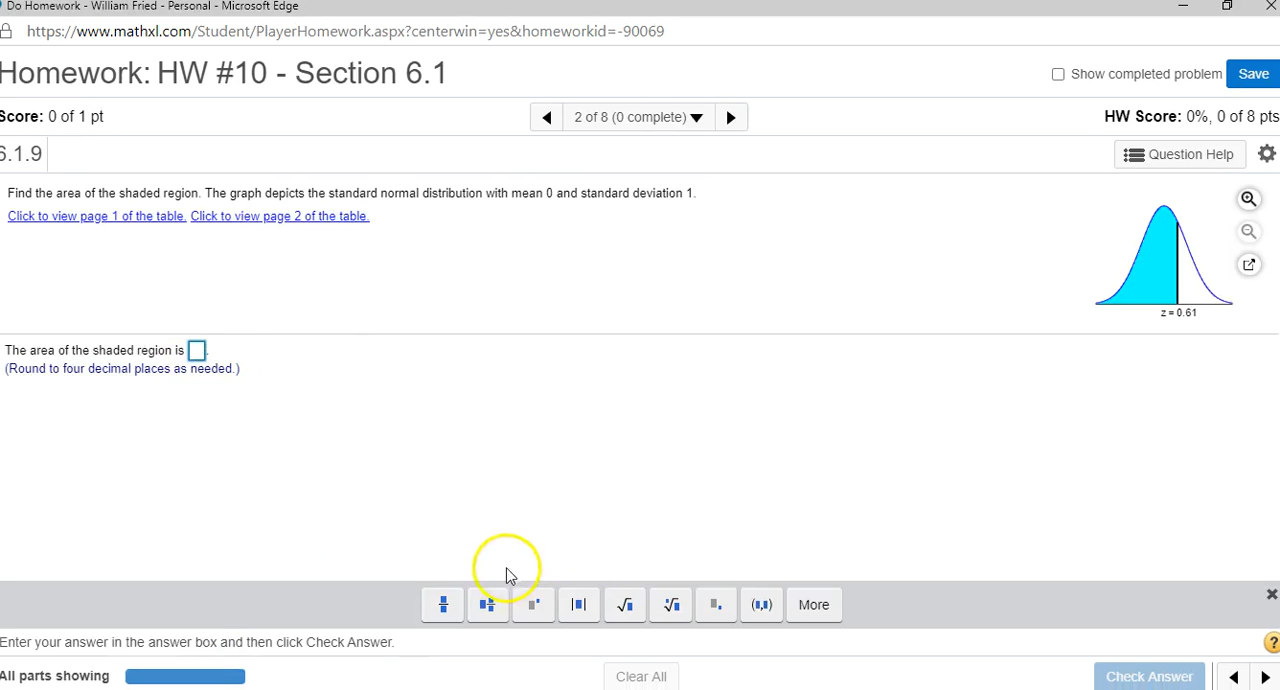 Do Homework - William Fried - Personal - Microsoft Edge
https://www.mathxl.com/Student/PlayerHomework.aspx?centerwin=yes&homeworkid=-90069
Homework: HW #10 - Section 6.1
Show completed problem
Save
Score: 0 of 1 pt
2 of 8 (0 complete)
HW Score: 0%, 0 of 8 pts
6.1.9
Question Help
Find the area of the shaded region. The graph depicts the standard normal distribution with mean 0 and standard deviation 1.
Click to view page 1 of the table. Click to view page 2 of the table.
z = 0.61
The area of the shaded region is .
(Round to four decimal places as needed.)
More
Enter your answer in the answer box and then click Check Answer.
?
All parts showing
Clear All
Check Answer